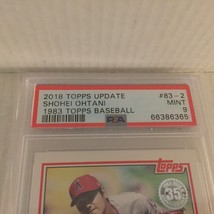 2018 TOPPS UPDATE #83-2
SHOHEI OHTANI MINT
1983 TOPPS BASEBALL 9
PSA 66386365
Topps
35